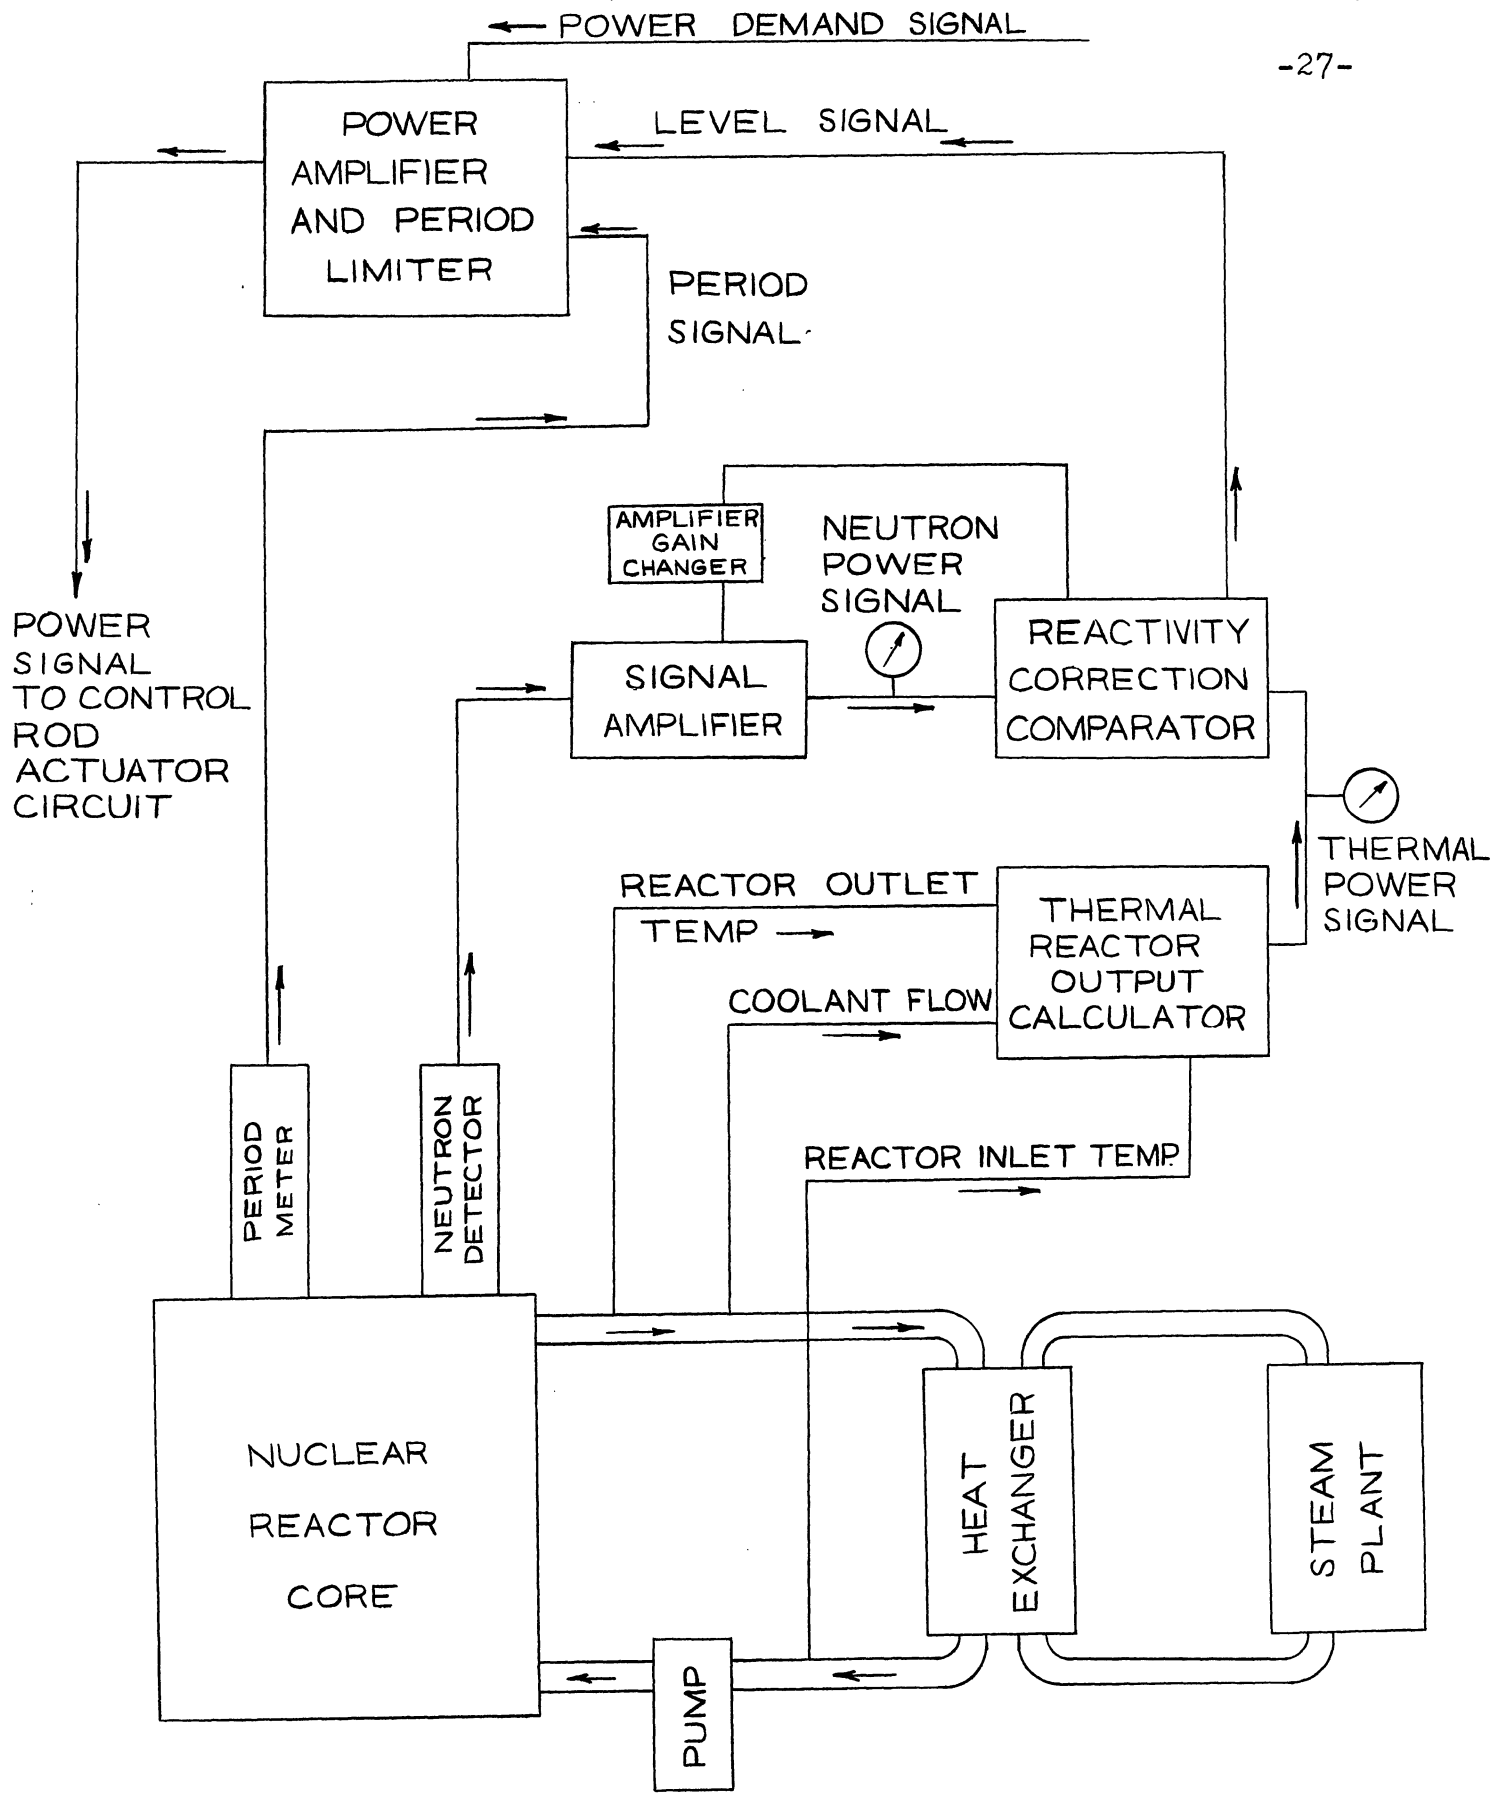 POWER DEMAND SIGNAL
-27-
POWER
AMPLIFIER
AND PERIOD
LIMITER
LEVEL SIGNAL
PERIOD
SIGNAL
AMPLIFIER
GAIN
CHANGER
NEUTRON
POWER
SIGNAL
POWER
SIGNAL
TO CONTROL
ROD
ACTUATOR
CIRCUIT
SIGNAL
AMPLIFIER
REACTIVITY
CORRECTION
COMPARATOR
THERMAL
POWER
SIGNAL
REACTOR OUTLET
TEMP
THERMAL
REACTOR
OUTPUT
CALCULATOR
COOLANT FLOW
PERIOD
METER
NEUTRON
DETECTOR
REACTOR INLET TEMP.
NUCLEAR
REACTOR
CORE
HEAT
EXCHANGER
STEAM
PLANT
PUMP